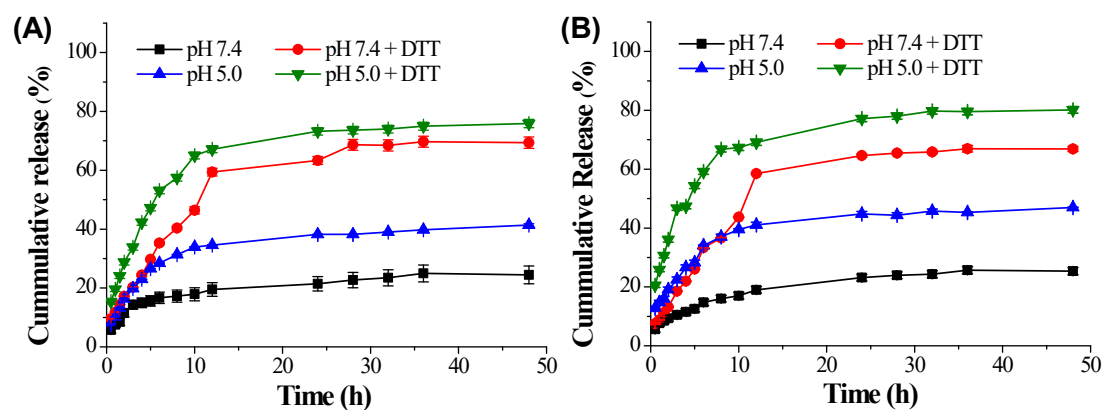 (A)
pH 7.4 pH 7.4 + DTT
pH 5.0 pH 5.0 + DTT
Cummulative release (%)
100
80
60
40
20
0
0 10 20 30 40 50
Time (h)
(B)
pH 7.4 pH 7.4 + DTT
pH 5.0 pH 5.0 + DTT
Cummulative Release (%)
100
80
60
40
20
0
0 10 20 30 40 50
Time (h)